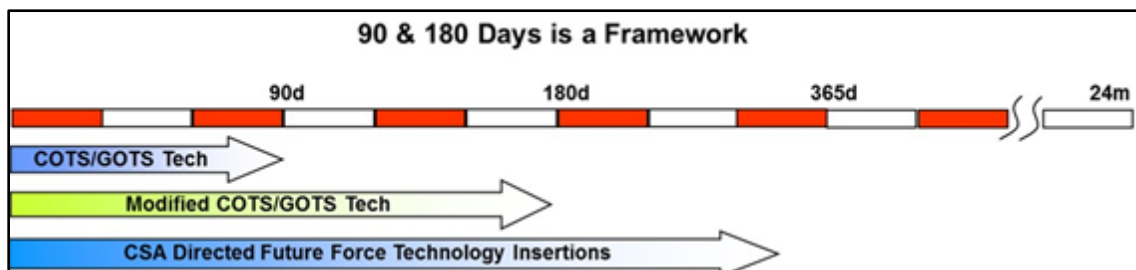 90 & 180 Days is a Framework
90d 180d 365d 24m
COTS/GOTS Tech
Modified COTS/GOTS Tech
CSA Directed Future Force Technology Insertions